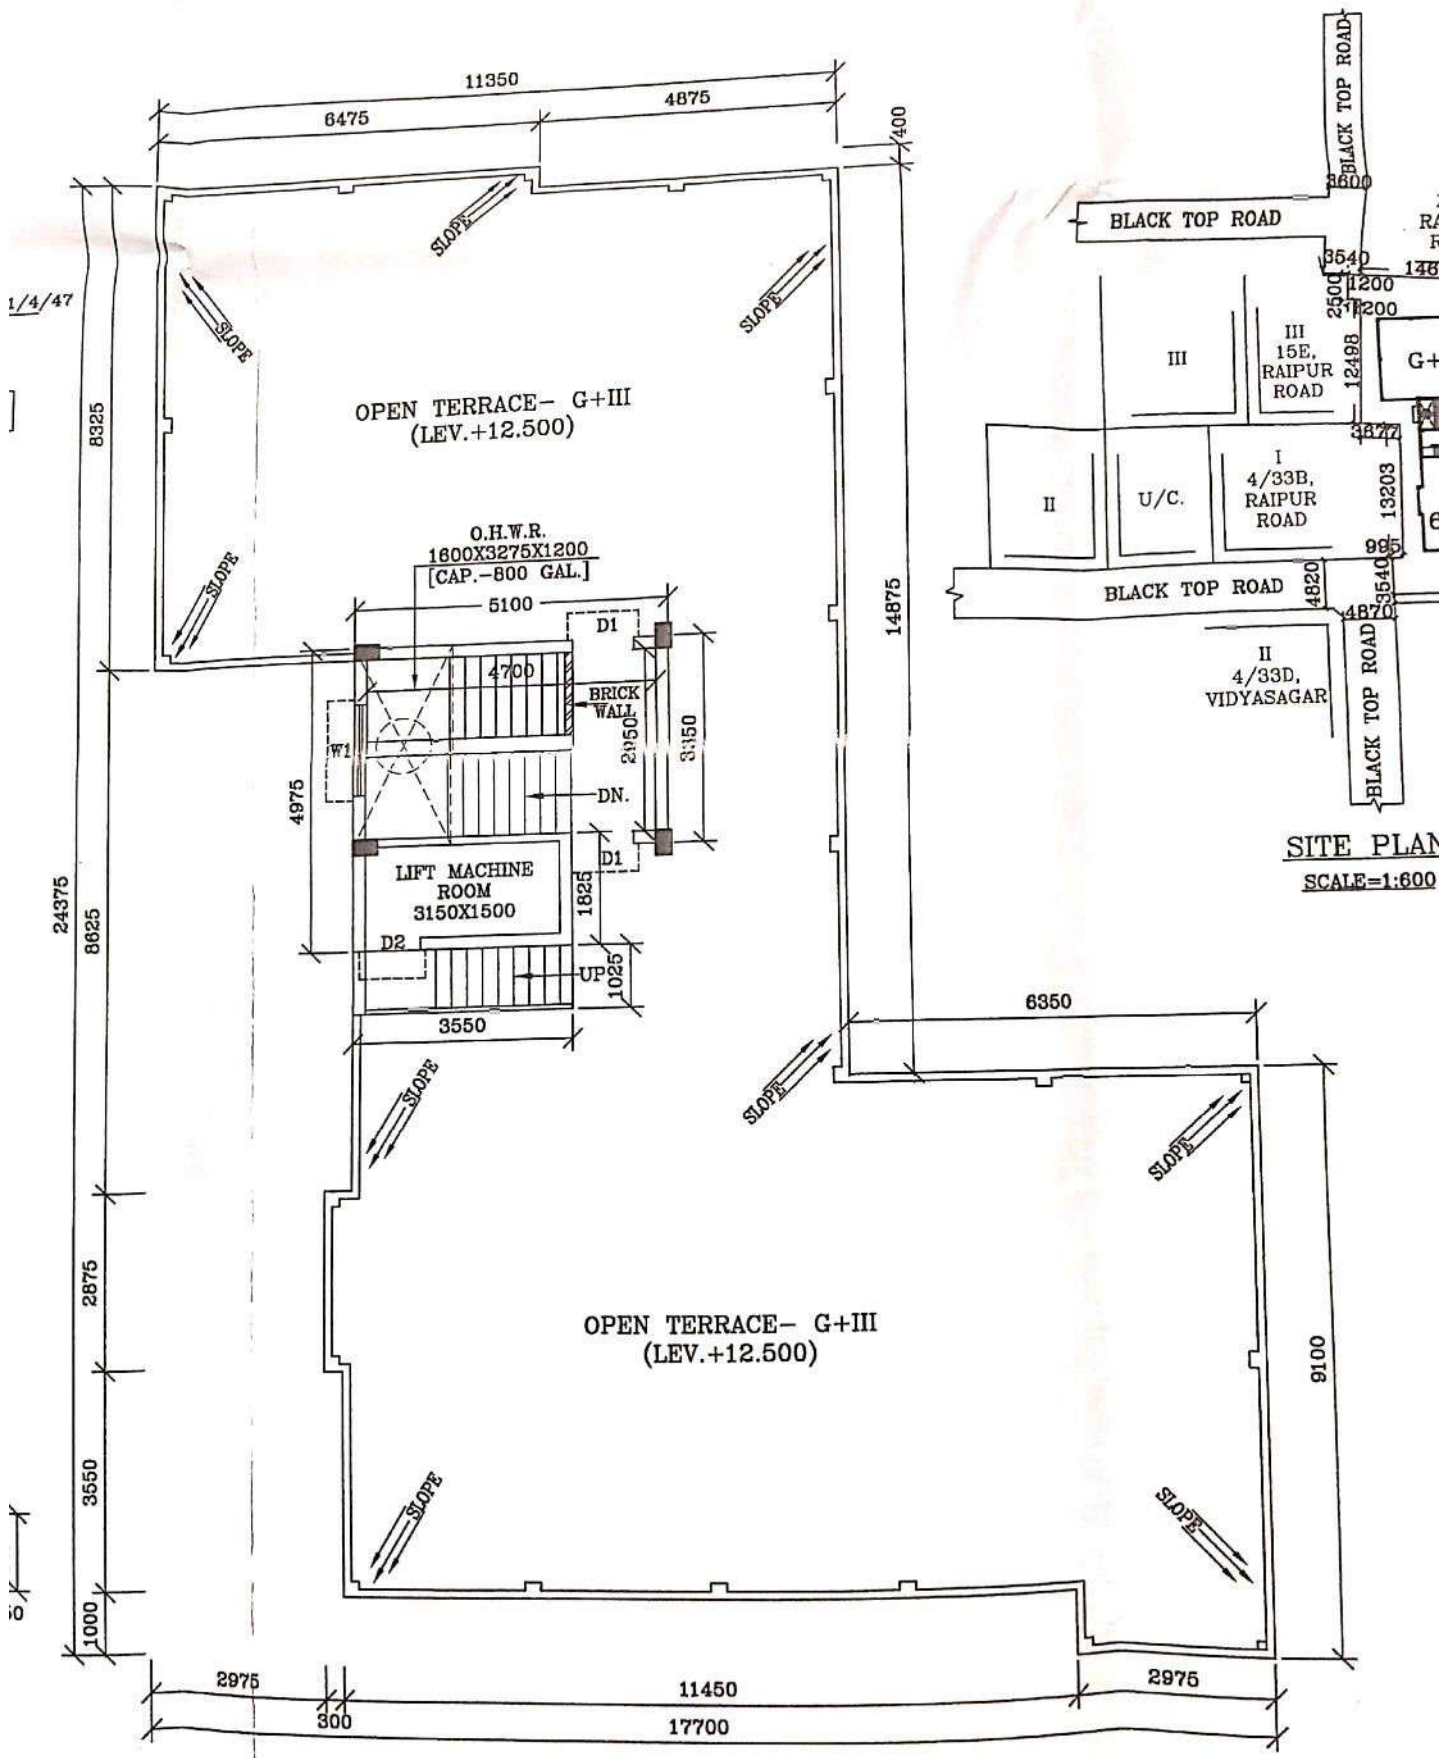 11350
6475
4875
400
1/4/47
SLOPE
SLOPE
SLOPE
8325
OPEN TERRACE- G+III
(LEV.+12.500)
O.H.W.R.
1600X3275X1200
[CAP.-800 GAL.]
5100
SLOPE
D1
4700
BRICK
WALL
W1
2950
3350
DN.
4975
14875
LIFT MACHINE
ROOM
3150X1500
D1
1825
D2
UP
1025
3550
24375
8625
6350
SLOPE
SLOPE
SLOPE
2875
OPEN TERRACE- G+III
(LEV.+12.500)
9100
3550
SLOPE
SLOPE
1000
2975
300
11450
2975
17700
BLACK TOP ROAD
3600
BLACK TOP ROAD
RA
3540
146
1200
2500
1200
III
III
15E,
RAIPUR
ROAD
12498
G+
3677
II
U/C.
I
4/33B,
RAIPUR
ROAD
13203
995
BLACK TOP ROAD
4820
3540
4870
II
4/33D,
VIDYASAGAR
BLACK TOP ROAD
SITE PLAN
SCALE=1:600